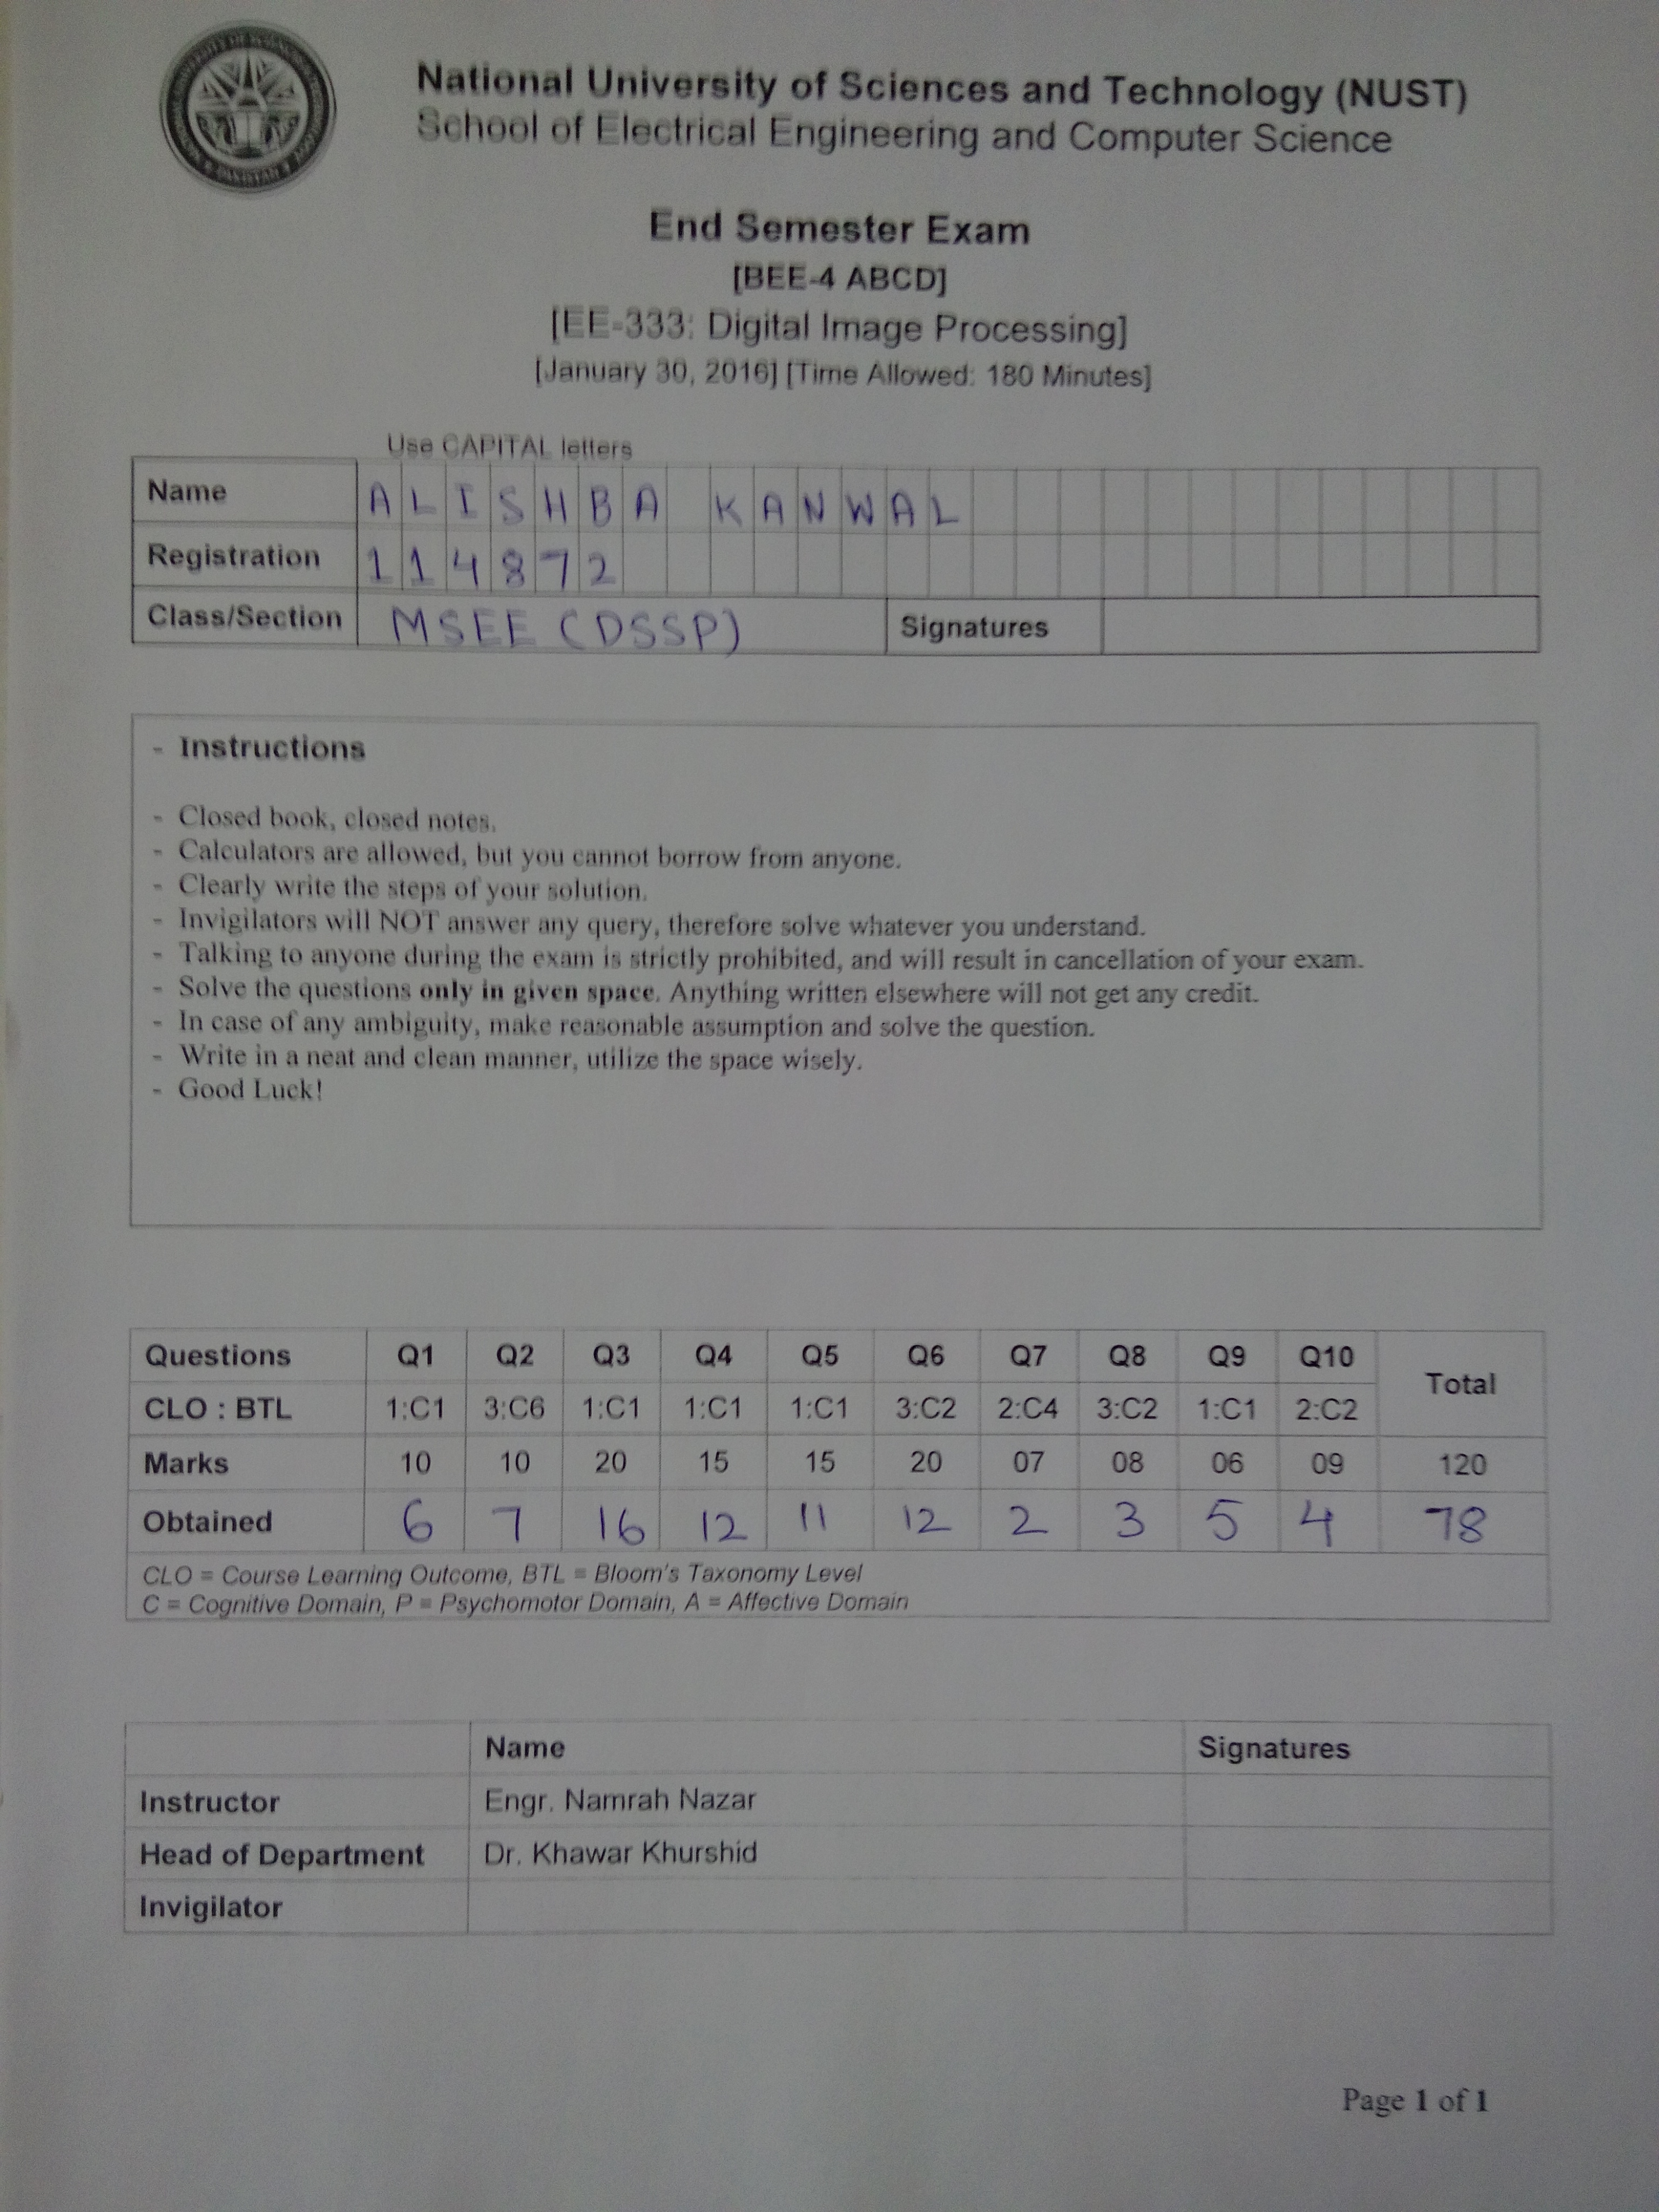 National University of Sciences and Technology (NUST)
School of Electrical Engineering and Computer Science
End Semester Exam
[BEE-4 ABCD]
[EE-333: Digital Image Processing]
[January 30, 2016] [Time Allowed: 180 Minutes]
Use CAPITAL letters
Name ALISHBA KANWAL
Registration 114872
Class/Section MSEE (DSSP) Signatures
- Instructions
- Closed book, closed notes.
- Calculators are allowed, but you cannot borrow from anyone.
- Clearly write the steps of your solution.
- Invigilators will NOT answer any query, therefore solve whatever you understand.
- Talking to anyone during the exam is strictly prohibited, and will result in cancellation of your exam.
- Solve the questions only in given space. Anything written elsewhere will not get any credit.
- In case of any ambiguity, make reasonable assumption and solve the question.
- Write in a neat and clean manner, utilize the space wisely.
- Good Luck!
Questions Q1 Q2 Q3 Q4 Q5 Q6 Q7 Q8 Q9 Q10 Total
CLO : BTL 1:C1 3:C6 1:C1 1:C1 1:C1 3:C2 2:C4 3:C2 1:C1 2:C2
Marks 10 10 20 15 15 20 07 08 06 09 120
Obtained 6 7 16 12 11 12 2 3 5 4 78
CLO = Course Learning Outcome, BTL = Bloom's Taxonomy Level
C = Cognitive Domain, P = Psychomotor Domain, A = Affective Domain
Name Signatures
Instructor Engr. Namrah Nazar
Head of Department Dr. Khawar Khurshid
Invigilator
Page 1 of 1